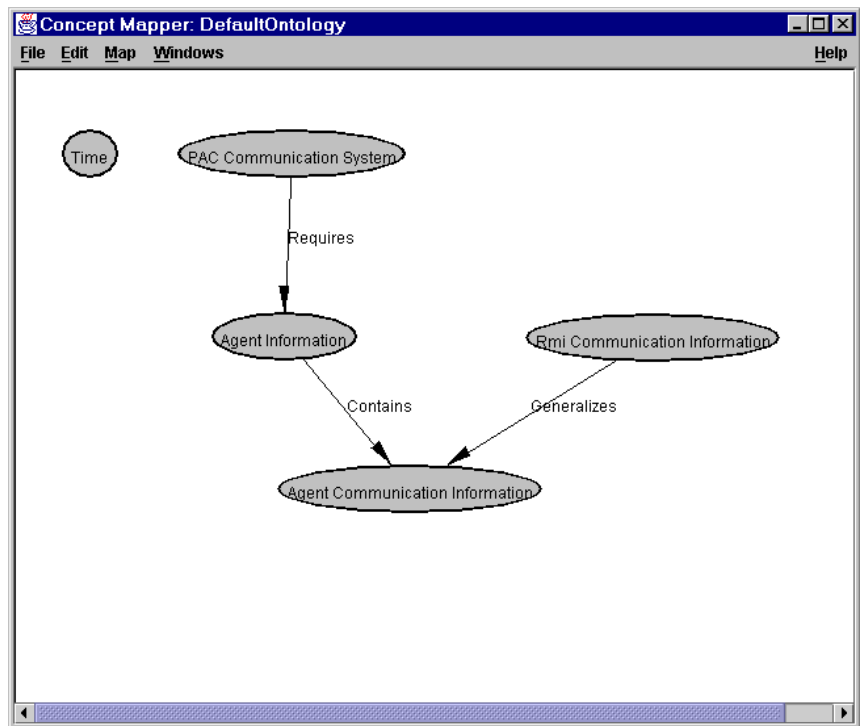 Concept Mapper: DefaultOntology
File Edit Map Windows Help
Time
PAC Communication System
Requires
Agent Information
Rmi Communication Information
Contains
Generalizes
Agent Communication Information